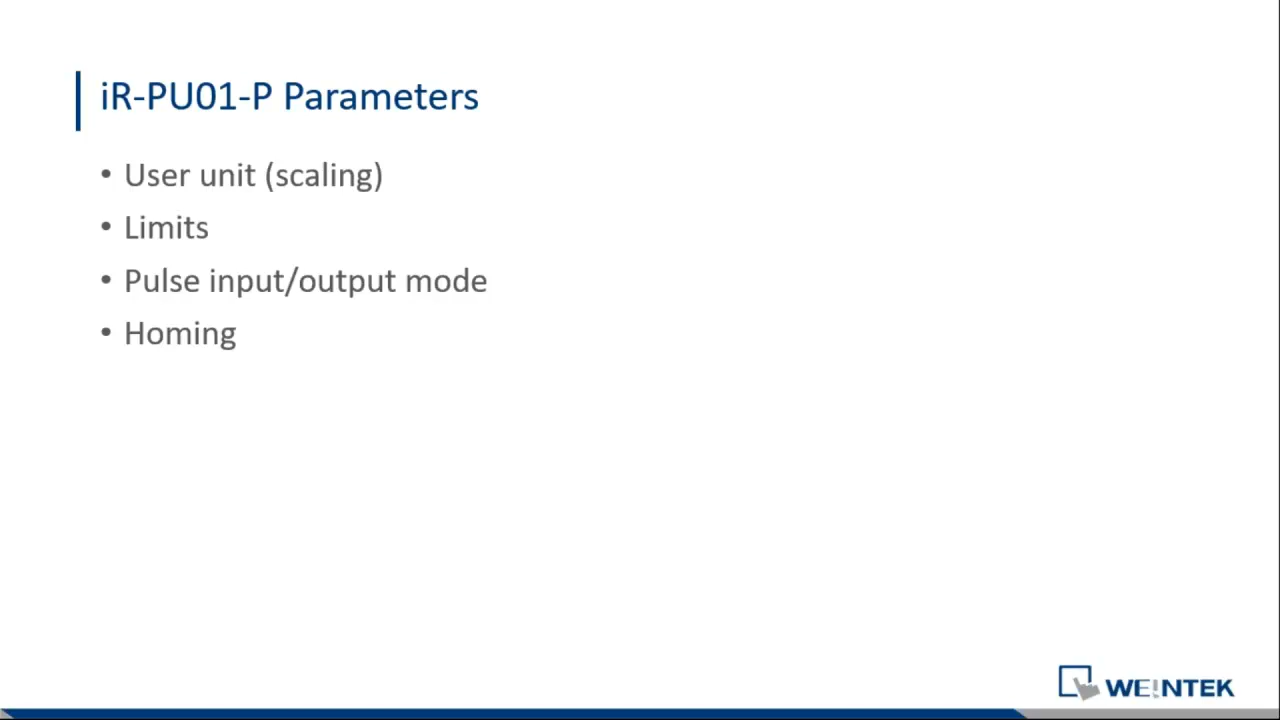 iR-PU01-P Parameters
• User unit (scaling)
• Limits
• Pulse input/output mode
• Homing
WEINTEK